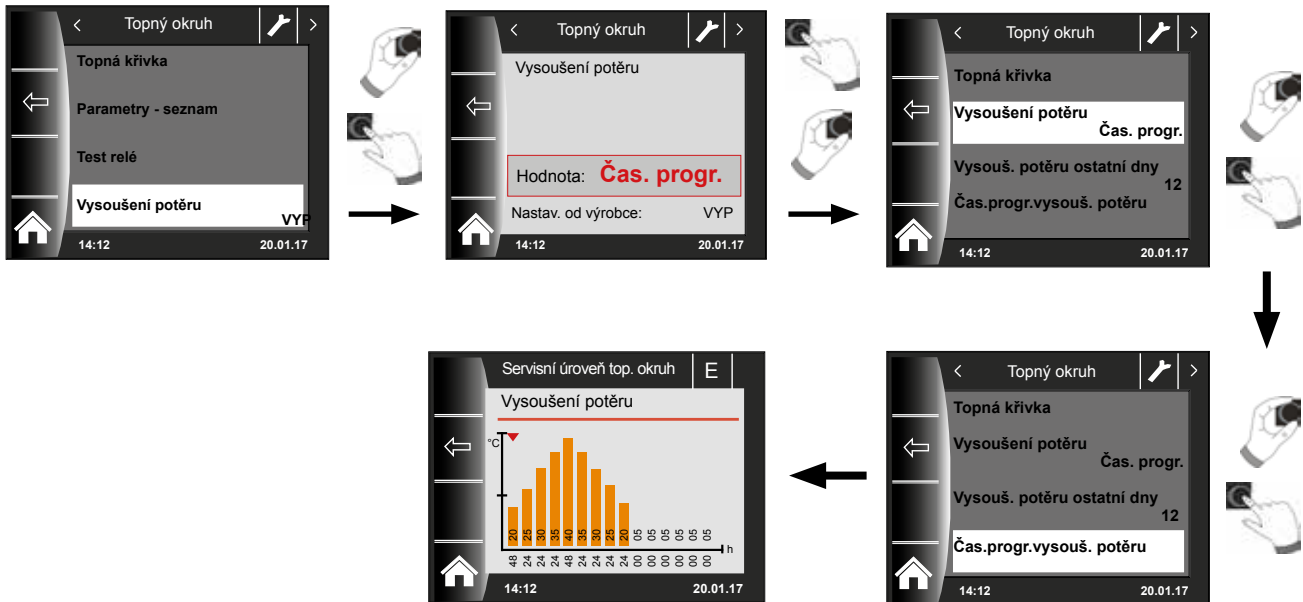 Topný okruh
Topná křivka
Parametry - seznam
Test relé
Vysoušení potěru
VYP
14:12 20.01.17
Topný okruh
Vysoušení potěru
Hodnota: Čas. progr.
Nastav. od výrobce: VYP
14:12 20.01.17
Topný okruh
Topná křivka
Vysoušení potěru
Čas. progr.
Vysouš. potěru ostatní dny
12
Čas.progr.vysouš. potěru
14:12 20.01.17
Servisní úroveň top. okruh E
Vysoušení potěru
°C
20 25 30 35 40 35 30 25 20 05 05 05 05 05 05
h
48 24 24 24 48 24 24 24 24 00 00 00 00 00 00
14:12 20.01.17
Topný okruh
Topná křivka
Vysoušení potěru
Čas. progr.
Vysouš. potěru ostatní dny
12
Čas.progr.vysouš. potěru
14:12 20.01.17